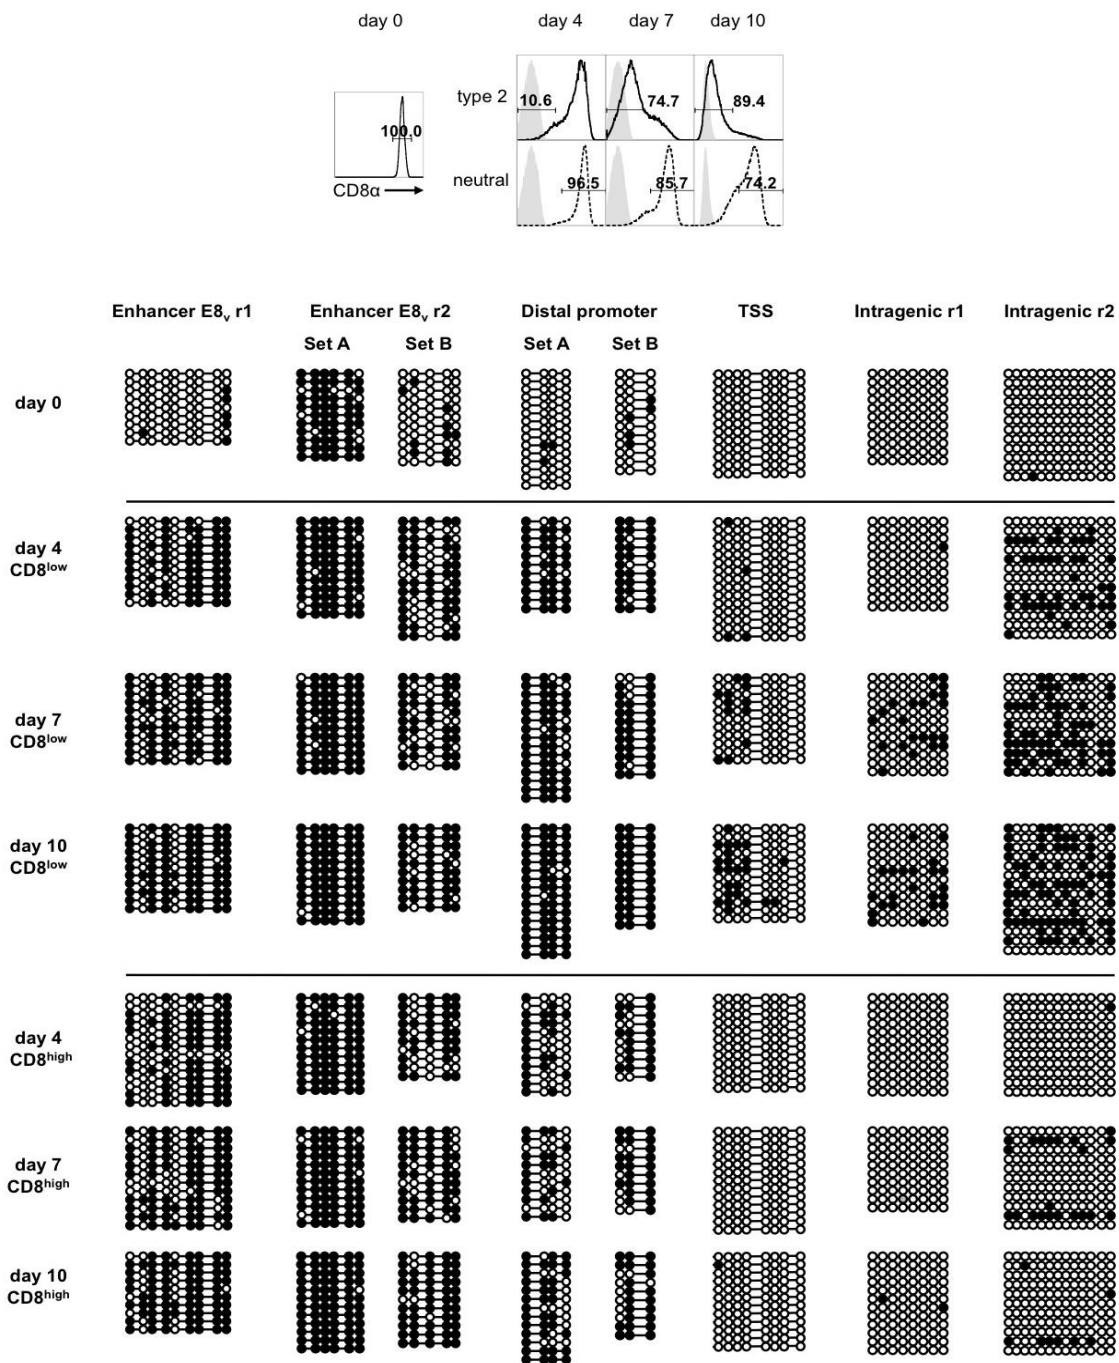 day 0 day 4 day 7 day 10
type 2 10.6 74.7 89.4
100.0
CD8α
neutral 96.5 85.7 74.2
Enhancer E8v r1 Enhancer E8v r2 Distal promoter TSS Intragenic r1 Intragenic r2
Set A Set B Set A Set B
day 0
day 4
CD8low
day 7
CD8low
day 10
CD8low
day 4
CD8high
day 7
CD8high
day 10
CD8high